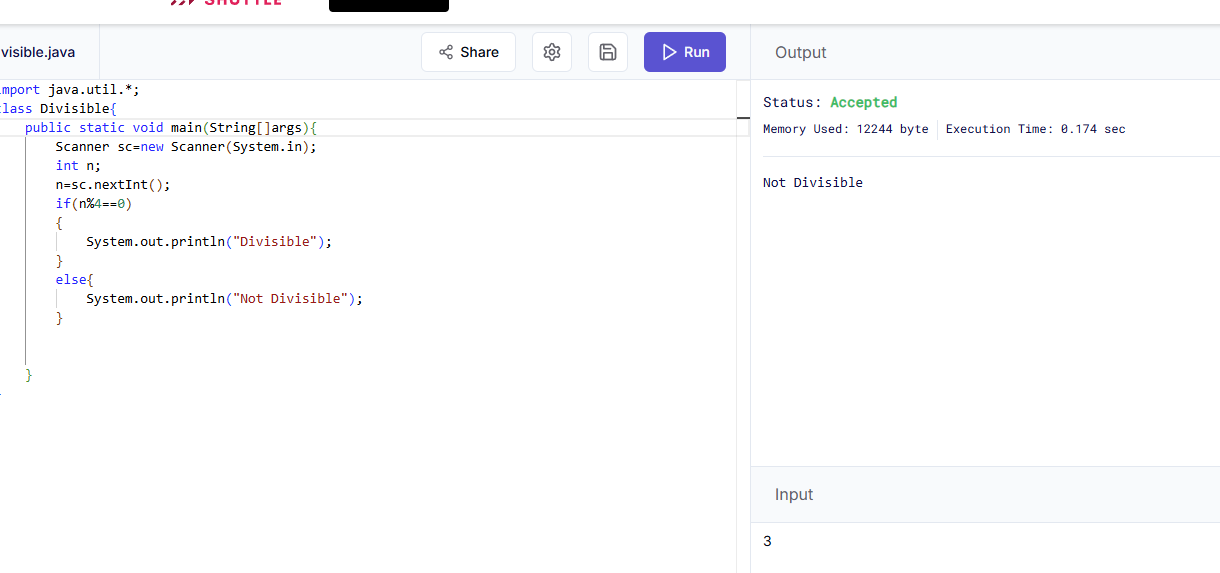 SHUTTLE
visible.java
Share
Run
Output
mport java.util.*;
lass Divisible{
public static void main(String[]args){
Scanner sc=new Scanner(System.in);
int n;
n=sc.nextInt();
if(n%4==0)
{
System.out.println("Divisible");
}
else{
System.out.println("Not Divisible");
}
}
Status: Accepted
Memory Used: 12244 byte
Execution Time: 0.174 sec
Not Divisible
Input
3